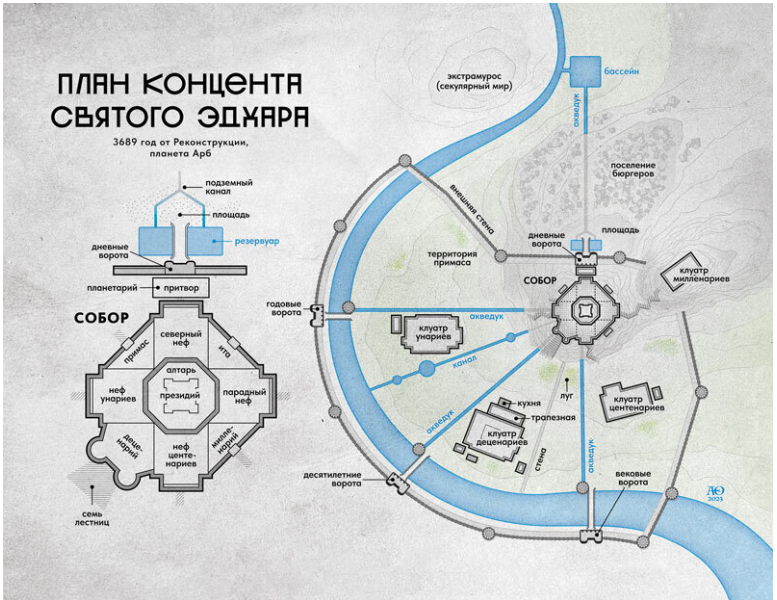 ПЛАН КОНЦЕНТА
СВЯТОГО ЭДХАРА
3689 год от Реконструкции,
планета Арб
подземный
канал
площадь
резервуар
дневные
ворота
планетарий
притвор
СОБОР
северный
неф
примас
ита
алтарь
президий
неф
унариев
парадный
неф
деце-
нарий
неф
центе-
нариев
милле-
нарий
семь
лестниц
экстрамурос
(секулярный мир)
бассейн
акведук
поселение
бюргеров
внешняя стена
площадь
дневные
ворота
территория
примаса
СОБОР
клуатр
милленариев
годовые
ворота
акведук
клуатр
унариев
канал
акведук
кухня
трапезная
клуатр
деценариев
луг
стена
клуатр
центенариев
акведук
десятилетние
ворота
вековые
ворота
АӨ
2023